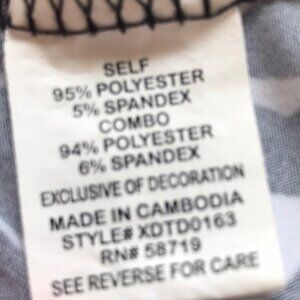 SELF
95% POLYESTER
5% SPANDEX
COMBO
94% POLYESTER
6% SPANDEX
EXCLUSIVE OF DECORATION
MADE IN CAMBODIA
STYLE# XDTD0163
RN# 58719
SEE REVERSE FOR CARE